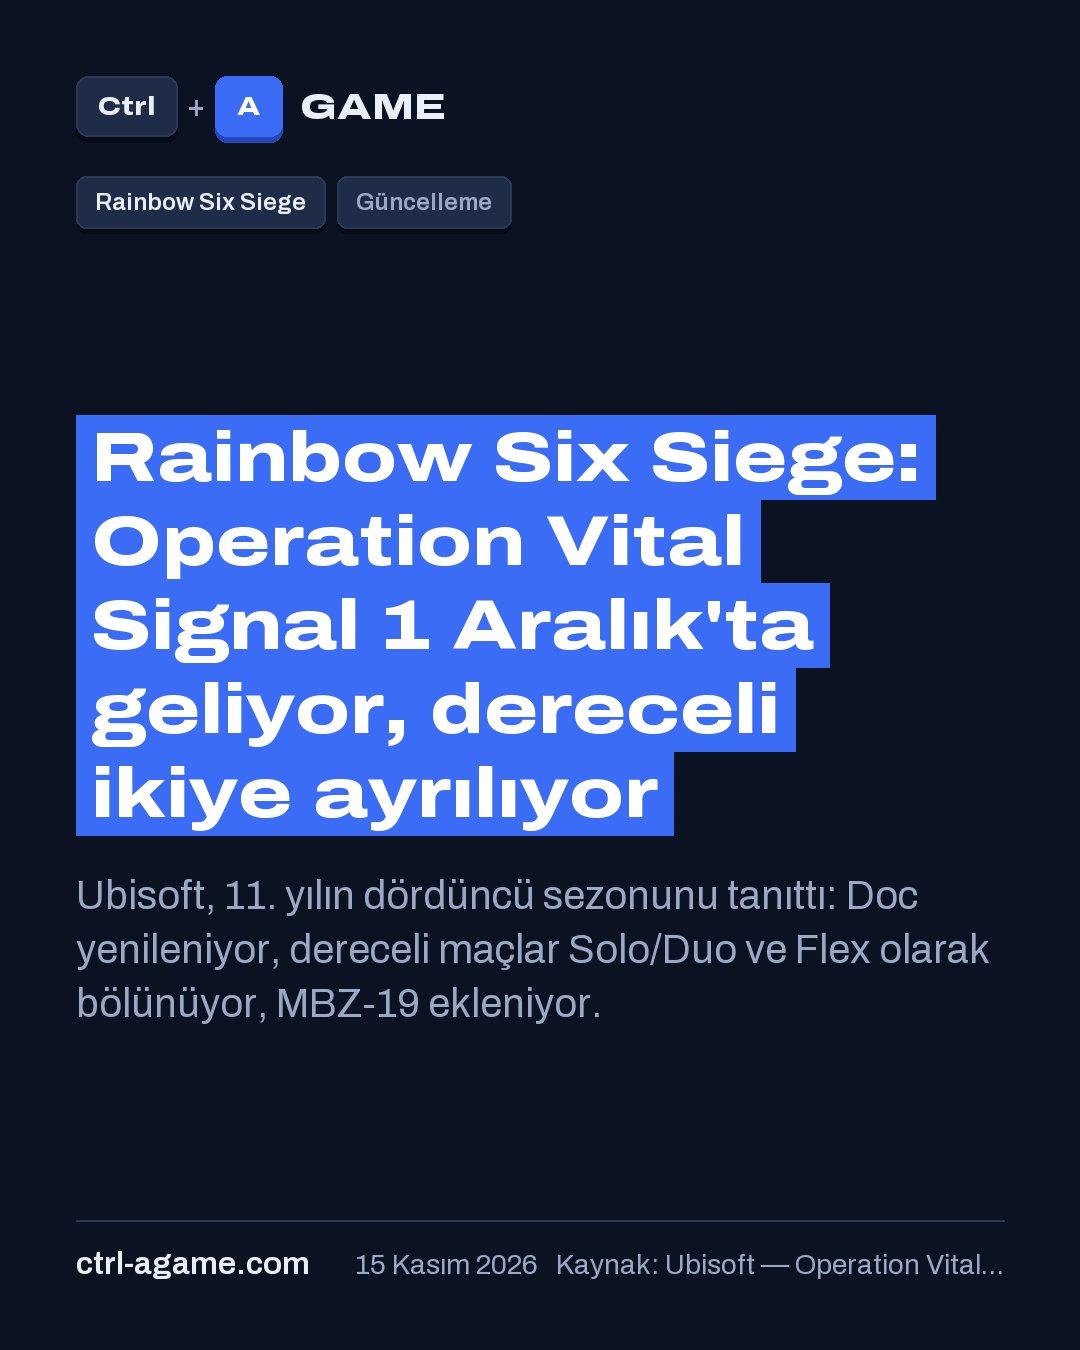 Ctrl + A GAME
Rainbow Six Siege Güncelleme
Rainbow Six Siege:
Operation Vital
Signal 1 Aralık'ta
geliyor, dereceli
ikiye ayrılıyor
Ubisoft, 11. yılın dördüncü sezonunu tanıttı: Doc
yenileniyor, dereceli maçlar Solo/Duo ve Flex olarak
bölünüyor, MBZ-19 ekleniyor.
ctrl-agame.com 15 Kasım 2026 Kaynak: Ubisoft — Operation Vital...